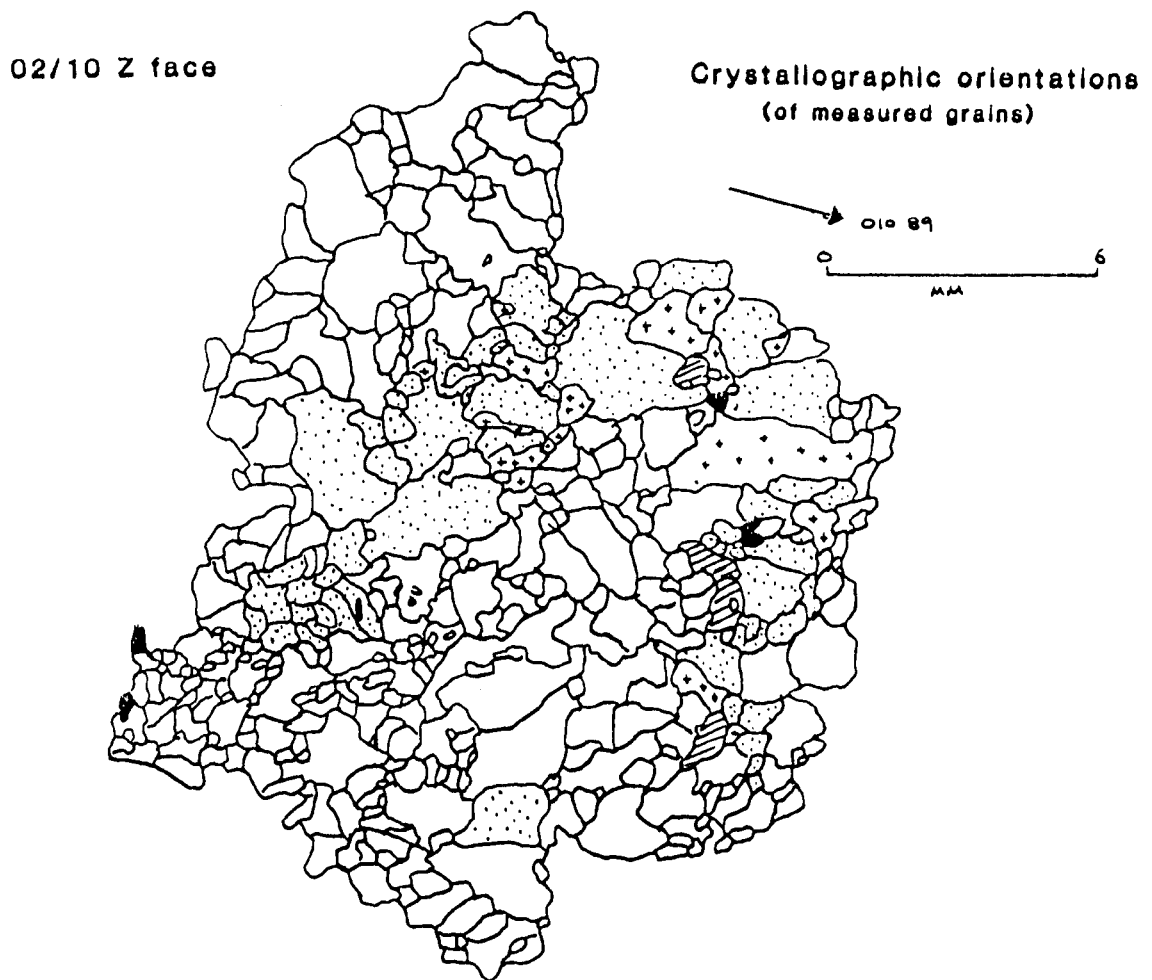 02/10 Z face
Crystallographic orientations
(of measured grains)
010 89
0 6
MM